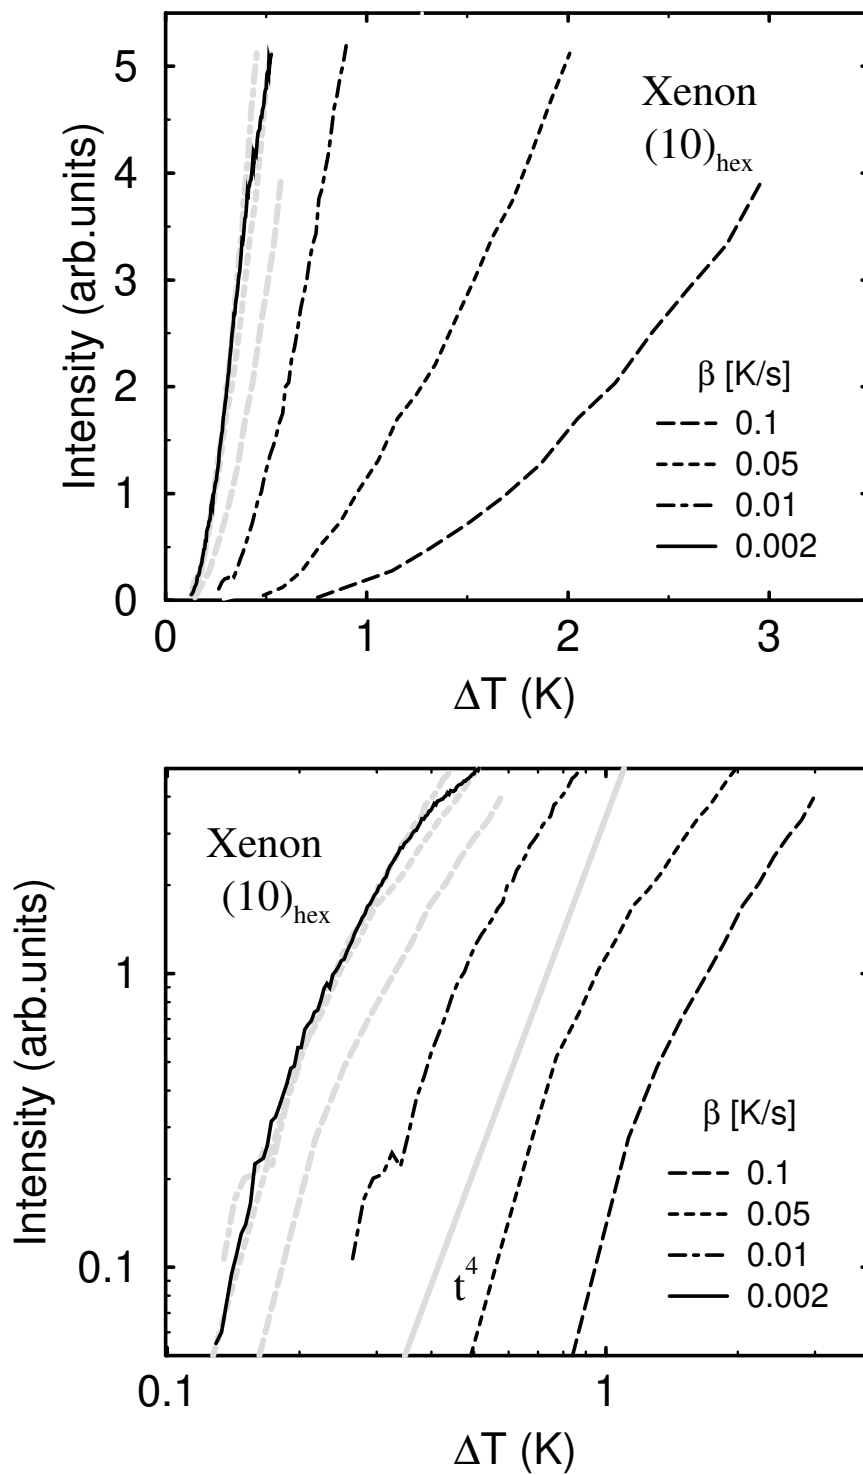 5
4
3
2
1
0
Intensity (arb.units)
Xenon
(10)hex
β [K/s]
0.1
0.05
0.01
0.002
0 1 2 3
ΔT (K)
Xenon
(10)hex
1
0.1
Intensity (arb.units)
t⁴
β [K/s]
0.1
0.05
0.01
0.002
0.1 1
ΔT (K)